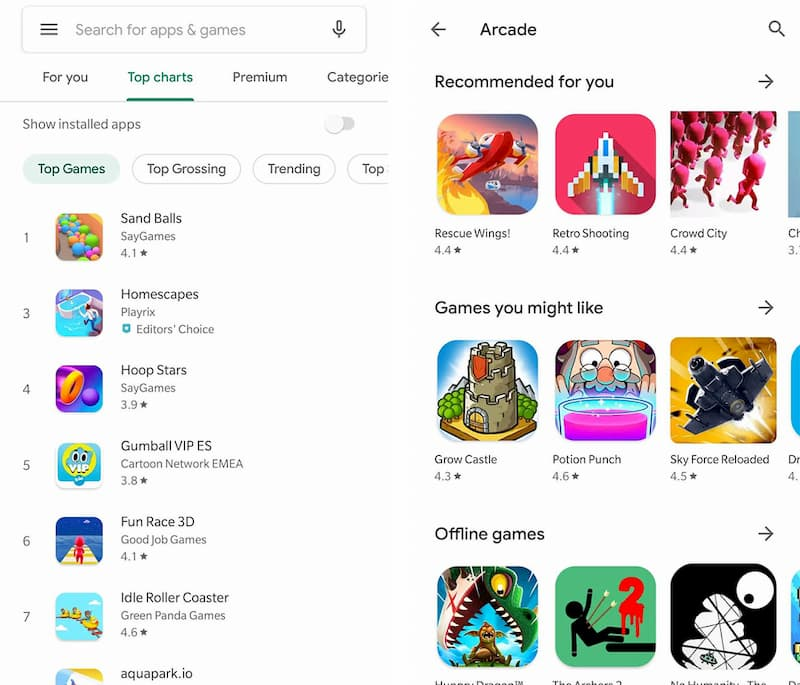 Search for apps & games
For you
Top charts
Premium
Categorie
Show installed apps
Top Games
Top Grossing
Trending
Top
1
Sand Balls
SayGames
4.1 ★
3
Homescapes
Playrix
Editors' Choice
4
Hoop Stars
SayGames
3.9 ★
5
VIP
Gumball VIP ES
Cartoon Network EMEA
3.8 ★
6
Fun Race 3D
Good Job Games
4.1 ★
7
Idle Roller Coaster
Green Panda Games
4.6 ★
aquapark.io
Arcade
Recommended for you
Rescue Wings!
4.4 ★
Retro Shooting
4.4 ★
Crowd City
4.4 ★
Ch
3.
Games you might like
Grow Castle
4.3 ★
Potion Punch
4.6 ★
Sky Force Reloaded
4.5 ★
Dr
4.
Offline games
2
Hungry Dragon™
The Archers 2
No Humanity - The